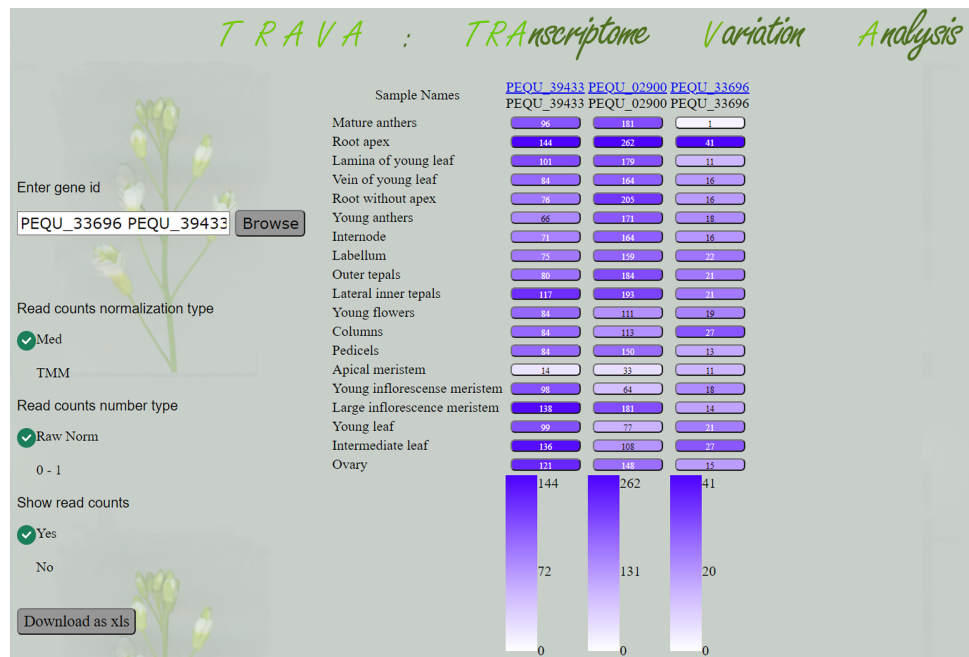 TRAVA : TRAnscriptome Variation Analysis
Sample Names PEQU_39433 PEQU_02900 PEQU_33696
PEQU_39433 PEQU_02900 PEQU_33696
Mature anthers 96 181 1
Root apex 144 262 41
Lamina of young leaf 101 179 11
Vein of young leaf 84 164 16
Root without apex 76 205 16
Young anthers 66 171 18
Internode 71 164 16
Labellum 75 159 22
Outer tepals 80 184 21
Lateral inner tepals 117 193 21
Young flowers 84 111 19
Columns 84 113 27
Pedicels 84 150 13
Apical meristem 14 33 11
Young inflorescense meristem 98 64 18
Large inflorescence meristem 138 181 14
Young leaf 99 77 21
Intermediate leaf 136 108 27
Ovary 121 148 15
144 262 41
72 131 20
0 0 0
Enter gene id
PEQU_33696 PEQU_39433 Browse
Read counts normalization type
Med
TMM
Read counts number type
Raw Norm
0 - 1
Show read counts
Yes
No
Download as xls